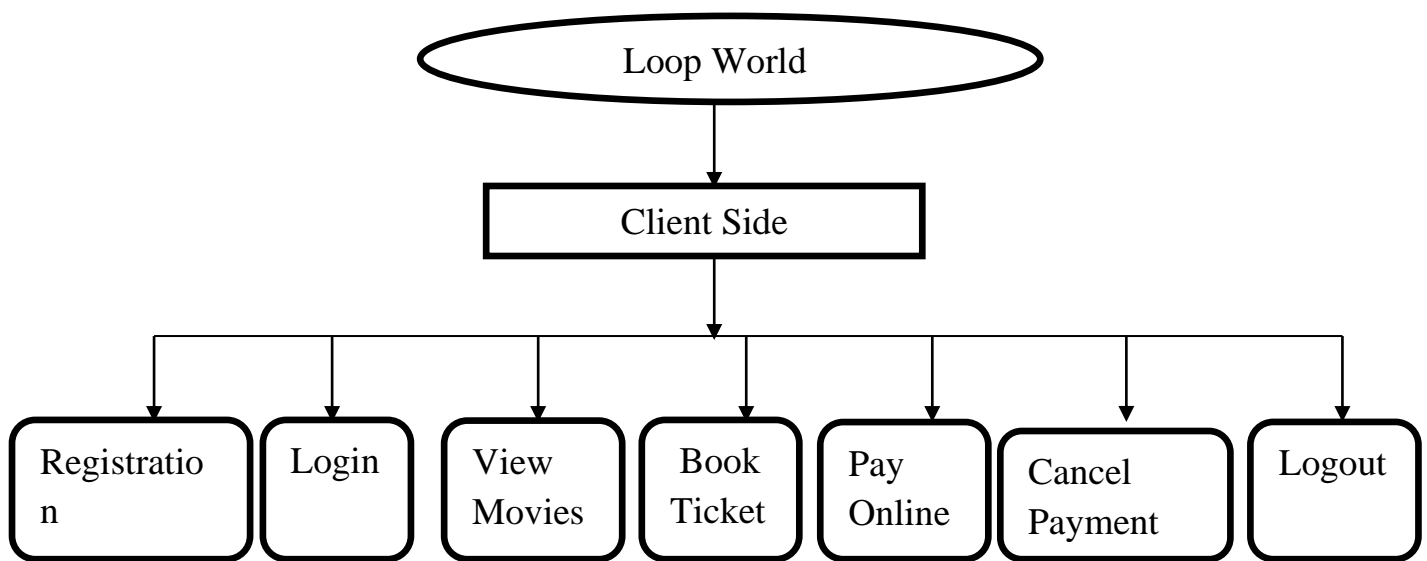 Loop World
Client Side
Registratio
n
Login
View
Movies
Book
Ticket
Pay
Online
Cancel
Payment
Logout